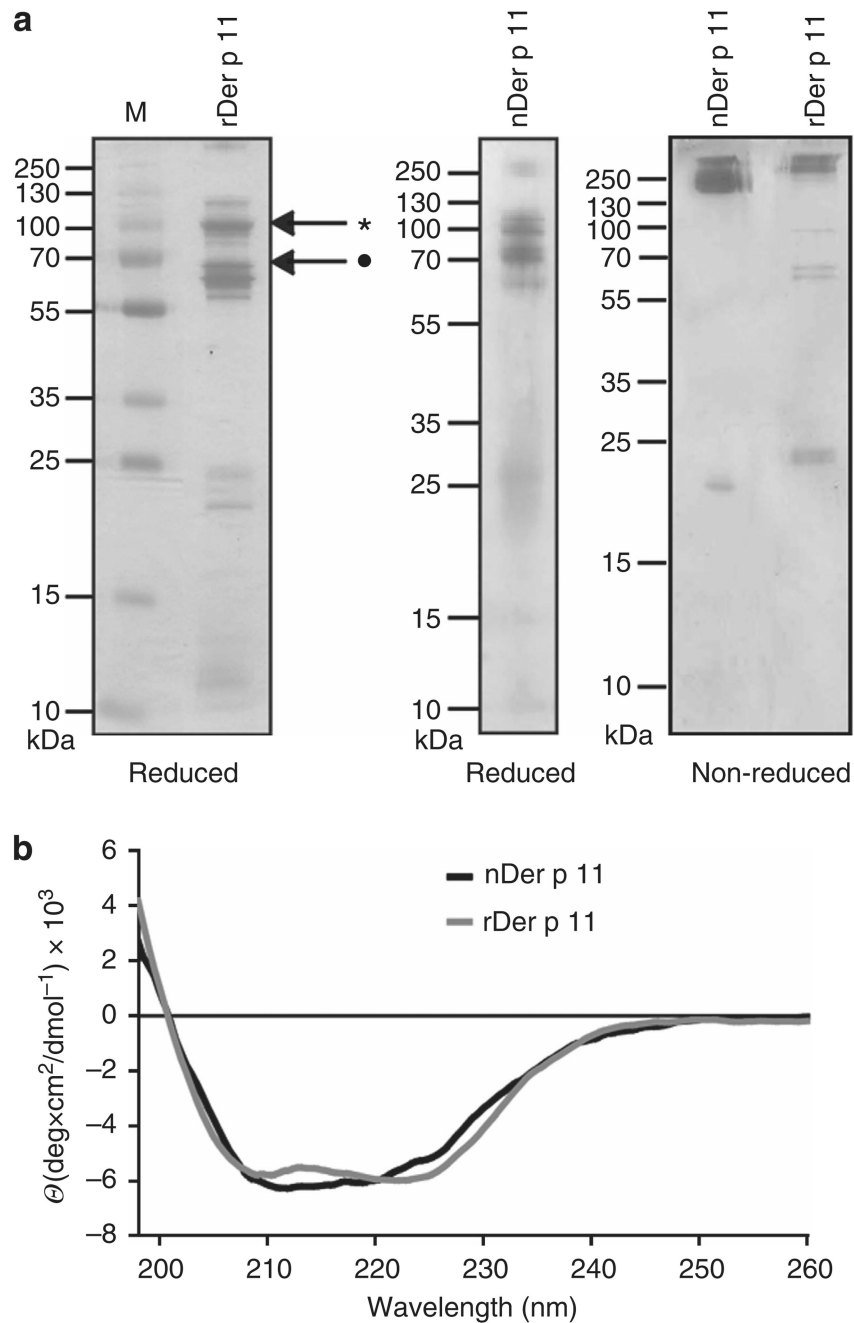 a
M
rDer p 11
nDer p 11
nDer p 11
rDer p 11
250
130
100
70
55
35
25
15
10
kDa
*
●
250
130
100
70
55
35
25
15
10
kDa
250
130
100
70
55
35
25
15
10
kDa
Reduced
Reduced
Non-reduced
b
6
4
2
0
−2
−4
−6
−8
Θ(deg×cm²/dmol⁻¹) × 10³
nDer p 11
rDer p 11
200 210 220 230 240 250 260
Wavelength (nm)